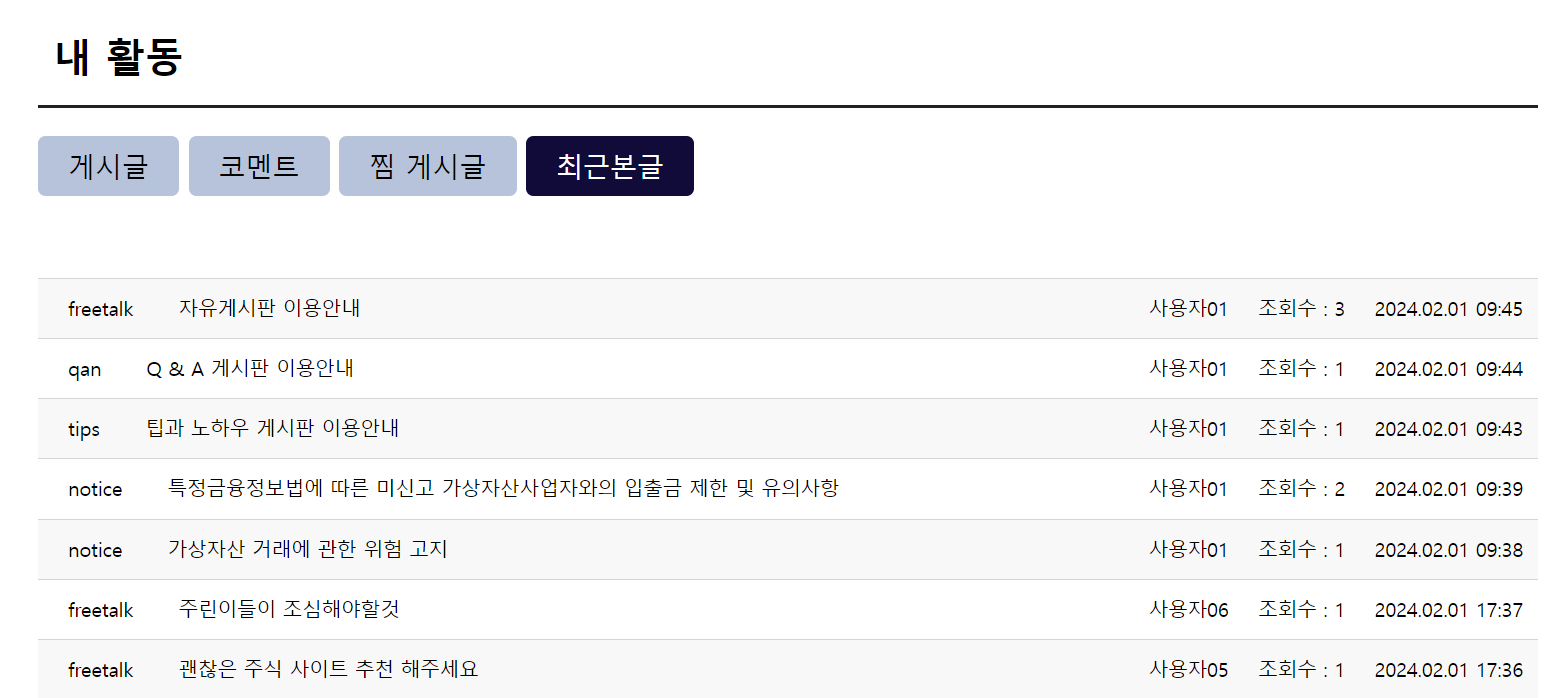 내 활동
게시글 코멘트 찜 게시글 최근본글
freetalk 자유게시판 이용안내 사용자01 조회수 : 3 2024.02.01 09:45
qan Q & A 게시판 이용안내 사용자01 조회수 : 1 2024.02.01 09:44
tips 팁과 노하우 게시판 이용안내 사용자01 조회수 : 1 2024.02.01 09:43
notice 특정금융정보법에 따른 미신고 가상자산사업자와의 입출금 제한 및 유의사항 사용자01 조회수 : 2 2024.02.01 09:39
notice 가상자산 거래에 관한 위험 고지 사용자01 조회수 : 1 2024.02.01 09:38
freetalk 주린이들이 조심해야할것 사용자06 조회수 : 1 2024.02.01 17:37
freetalk 괜찮은 주식 사이트 추천 해주세요 사용자05 조회수 : 1 2024.02.01 17:36